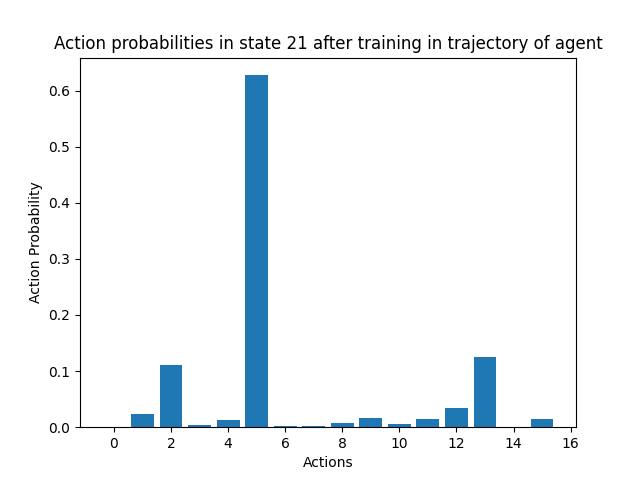 Action probabilities in state 21 after training in trajectory of agent
0.6
0.5
0.4
0.3
0.2
0.1
0.0
Action Probability
0 2 4 6 8 10 12 14 16
Actions